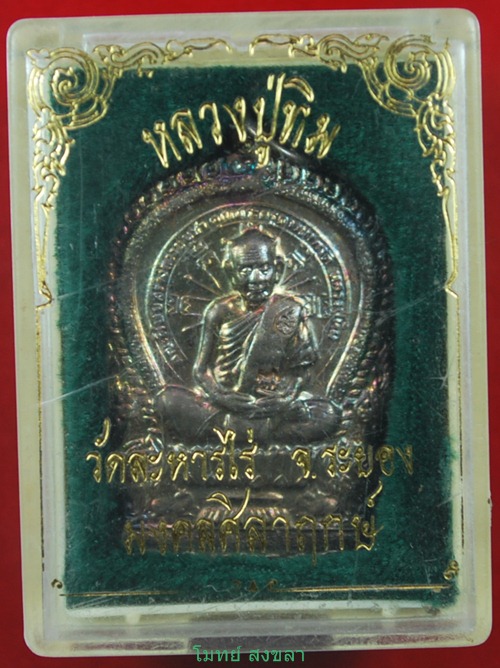 หลวงปู่ทิม
วัดละหารไร่ จ.ระยอง
มงคลศิลาฤกษ์
โมทย์ สงขลา